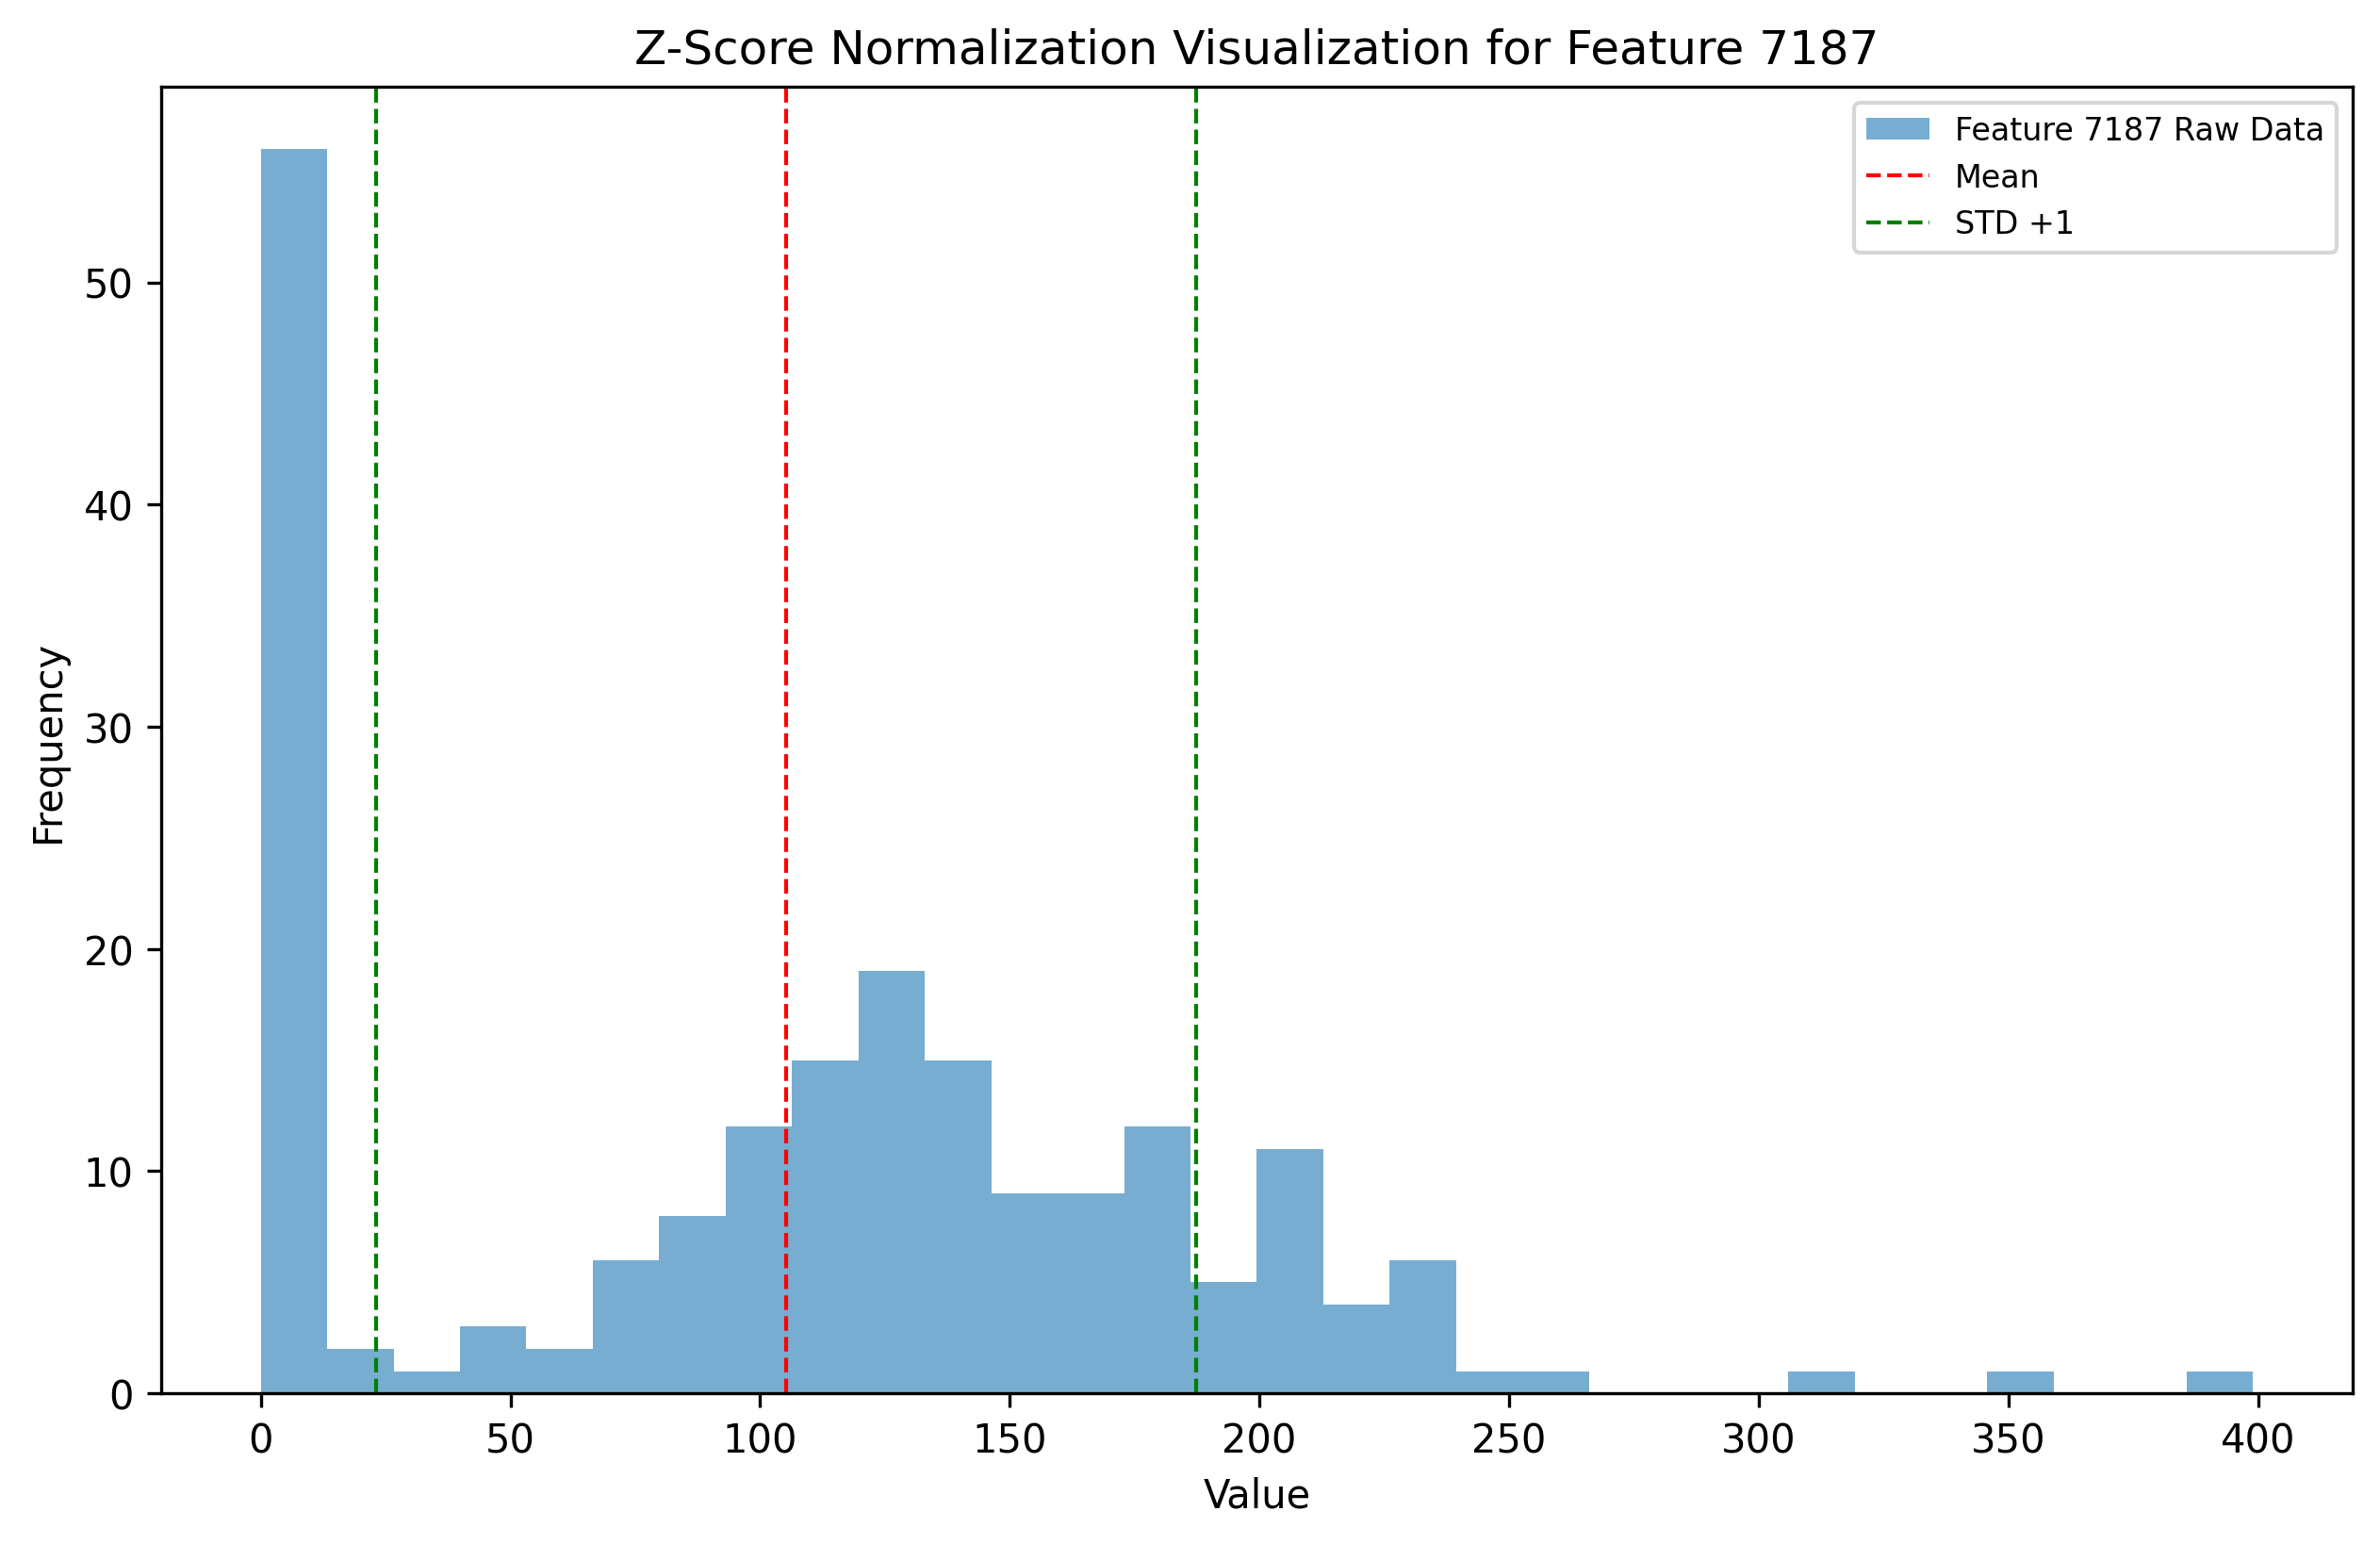 Z-Score Normalization Visualization for Feature 7187
Feature 7187 Raw Data
Mean
STD +1
50
40
30
20
10
0
Frequency
0 50 100 150 200 250 300 350 400
Value